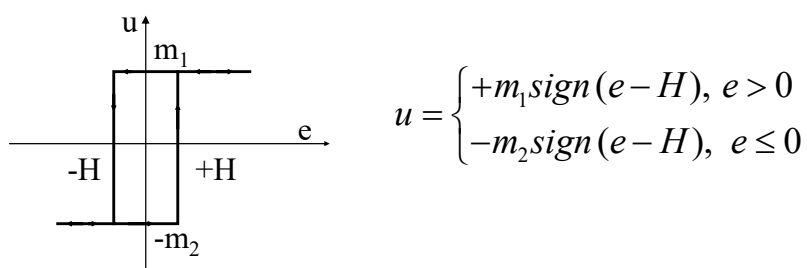 u
m₁
e
-H +H
-m₂
u = { +m₁sign(e − H), e > 0
−m₂sign(e − H), e ≤ 0